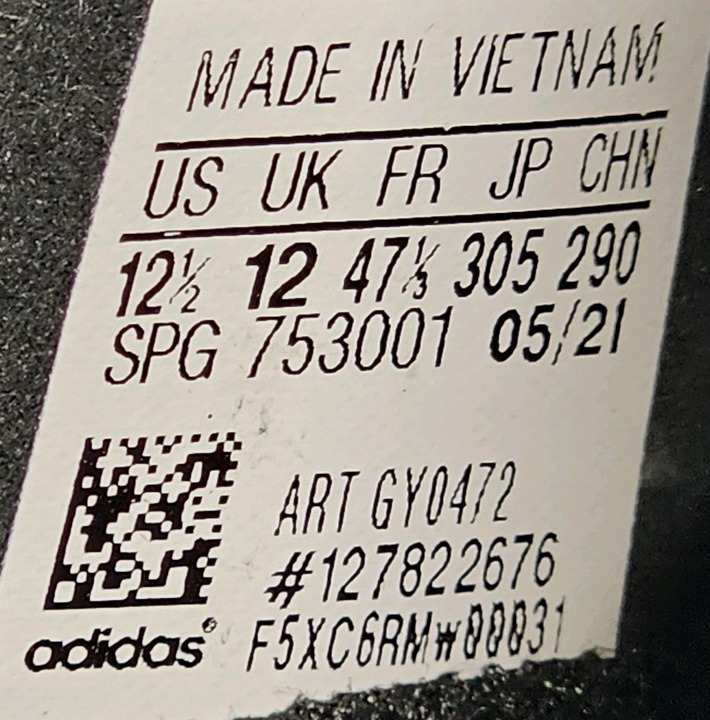 MADE IN VIETNAM
US UK FR JP CHN
12½ 12 47⅓ 305 290
SPG 753001 05/21
ART GY0472
#127822676
adidas® F5XC6RM₩00031